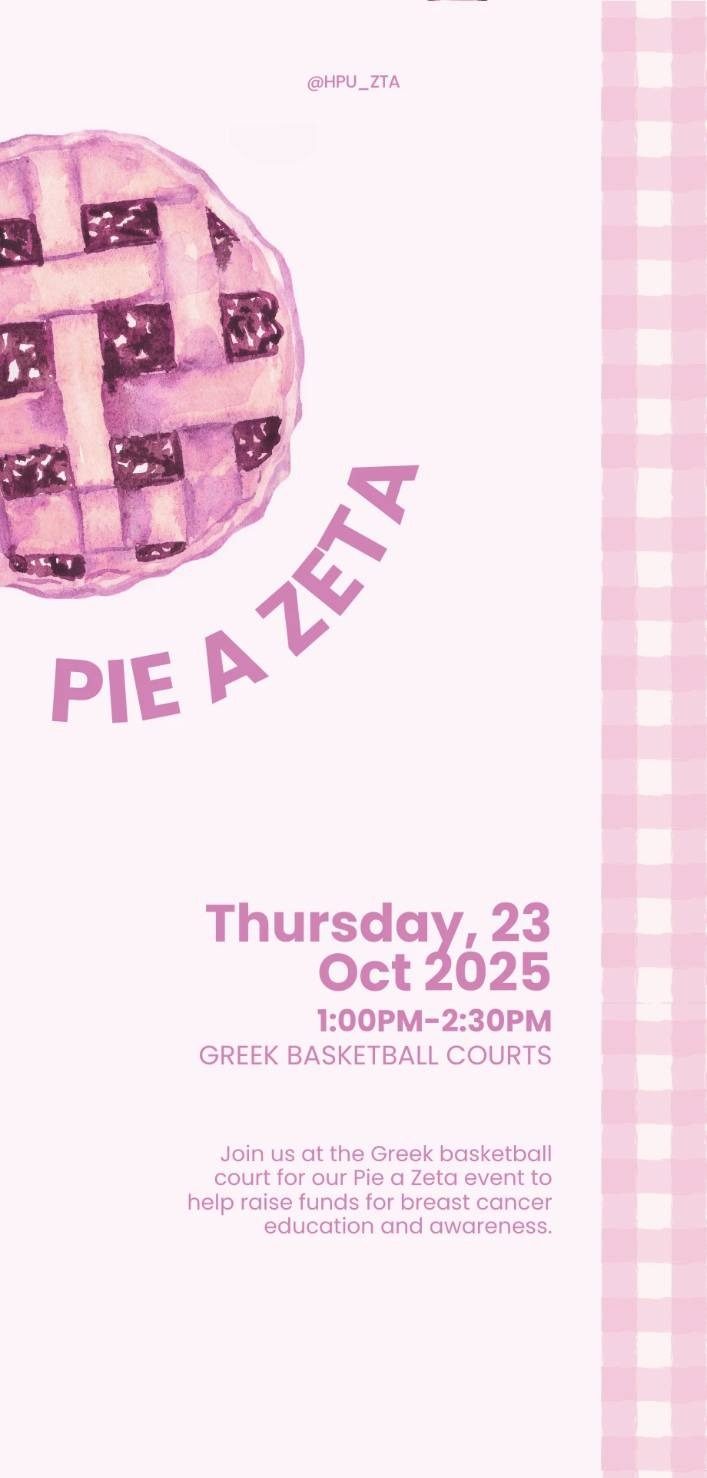 @HPU_ZTA
PIE A ZETA
Thursday, 23
Oct 2025
1:00PM-2:30PM
GREEK BASKETBALL COURTS
Join us at the Greek basketball
court for our Pie a Zeta event to
help raise funds for breast cancer
education and awareness.